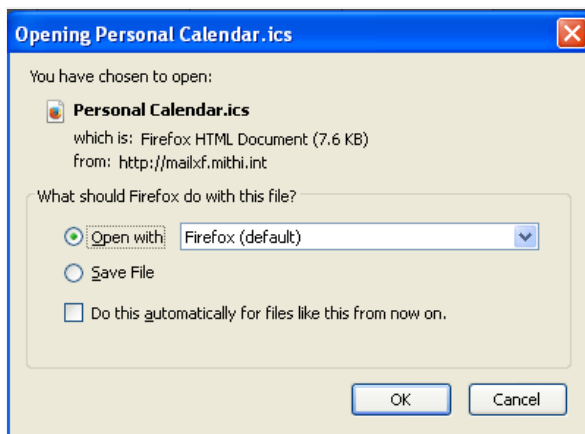 Opening Personal Calendar.ics
You have chosen to open:
Personal Calendar.ics
which is: Firefox HTML Document (7.6 KB)
from: http://mailxf.mithi.int
What should Firefox do with this file?
Open with Firefox (default)
Save File
Do this automatically for files like this from now on.
OK Cancel